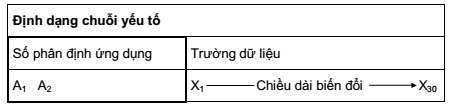 Định dạng chuỗi yếu tố
Số phân định ứng dụng Trường dữ liệu
A₁ A₂ X₁ Chiều dài biến đổi X₃₀